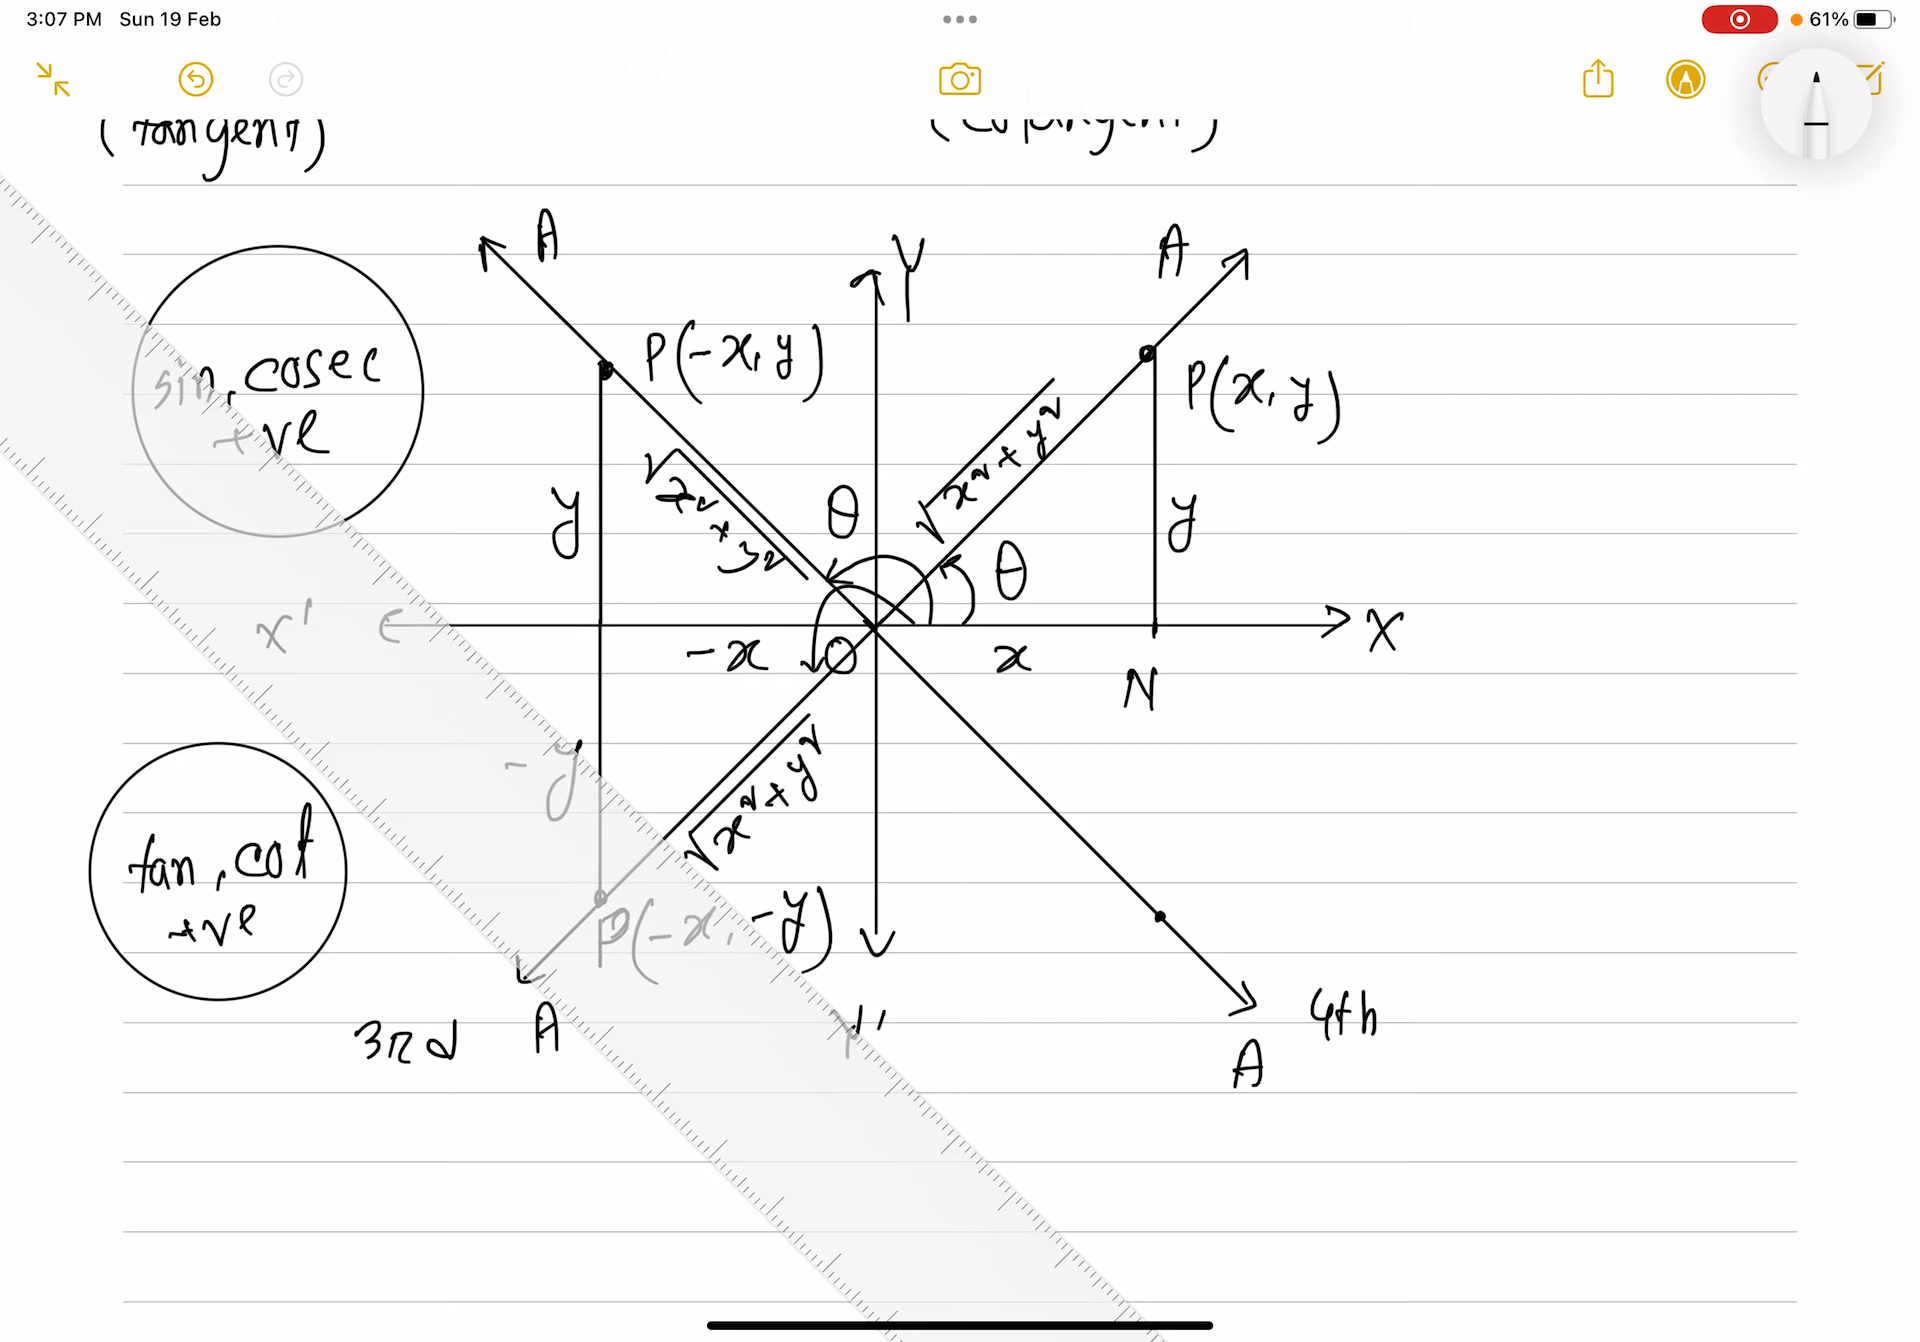 3:07 PM Sun 19 Feb
61%
(Tangent)
(Cotangent)
A
Y
A
P(-x, y)
P(x, y)
sin, cosec
+ve
√x²+y²
√x²+y²
y
θ
y
θ
X'
X
-x
O
x
N
-y
√x²+y²
tan, cot
+ve
P(-x, -y)
Y'
3rd
A
4th
A